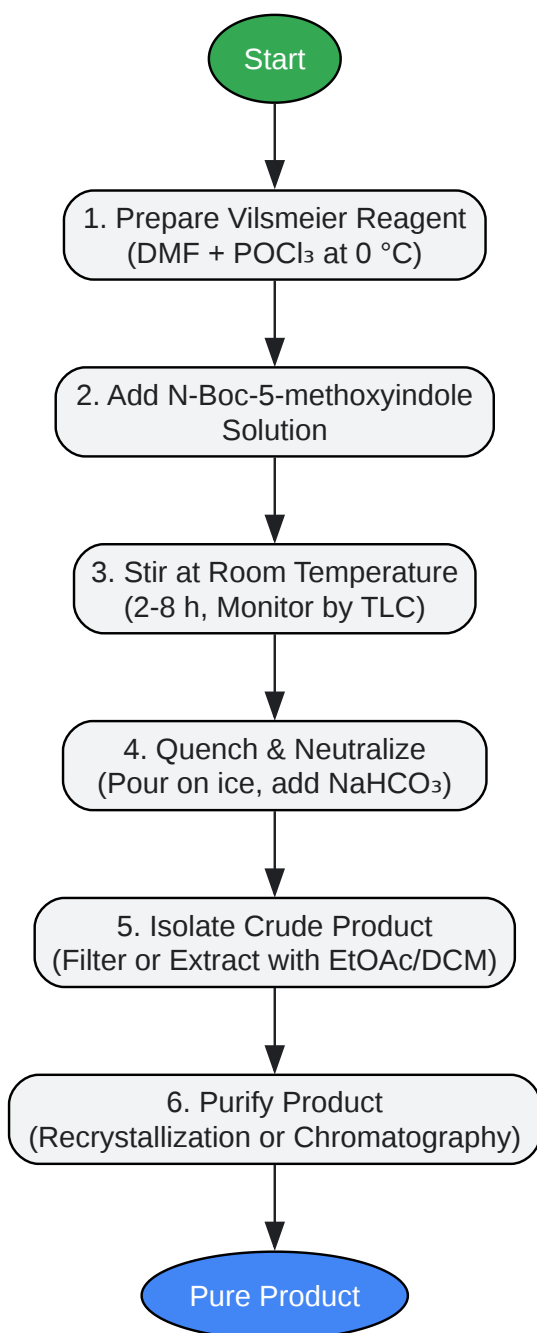 Start
1. Prepare Vilsmeier Reagent
(DMF + POCl₃ at 0 °C)
2. Add N-Boc-5-methoxyindole
Solution
3. Stir at Room Temperature
(2-8 h, Monitor by TLC)
4. Quench & Neutralize
(Pour on ice, add NaHCO₃)
5. Isolate Crude Product
(Filter or Extract with EtOAc/DCM)
6. Purify Product
(Recrystallization or Chromatography)
Pure Product